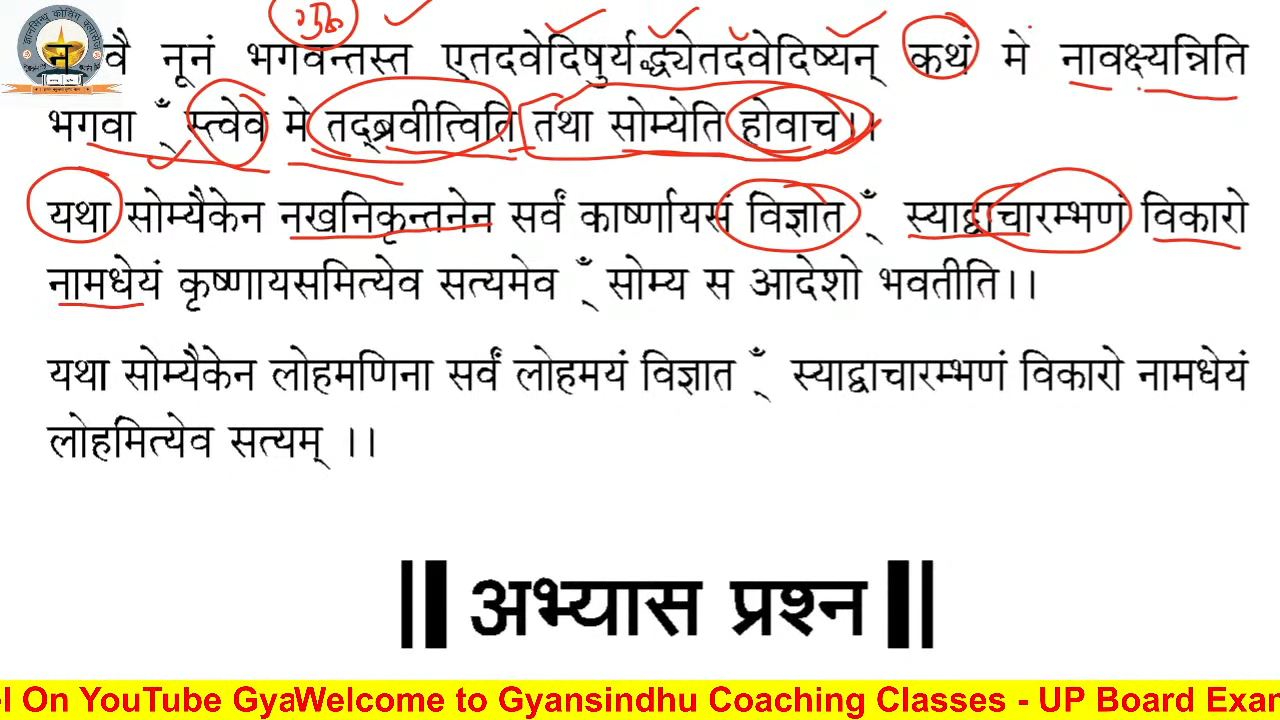 गुरु
न वै नूनं भगवन्तस्त एतदवेदिषुर्यद्ध्येतदवेदिष्यन् कथं मे नावक्ष्यन्निति
भगवा ँ् स्त्वेव मे तद्ब्रवीत्विति तथा सोम्येति होवाच।।
यथा सोम्यैकेन नखनिकृन्तनेन सर्वं कार्ष्णायसं विज्ञात ँ् स्याद्वाचारम्भणं विकारो
नामधेयं कृष्णायसमित्येव सत्यमेव ँ् सोम्य स आदेशो भवतीति।।
यथा सोम्यैकेन लोहमणिना सर्वं लोहमयं विज्ञात ँ् स्याद्वाचारम्भणं विकारो नामधेयं
लोहमित्येव सत्यम् ।।
|| अभ्यास प्रश्न ||
el On YouTube GyaWelcome to Gyansindhu Coaching Classes - UP Board Exam